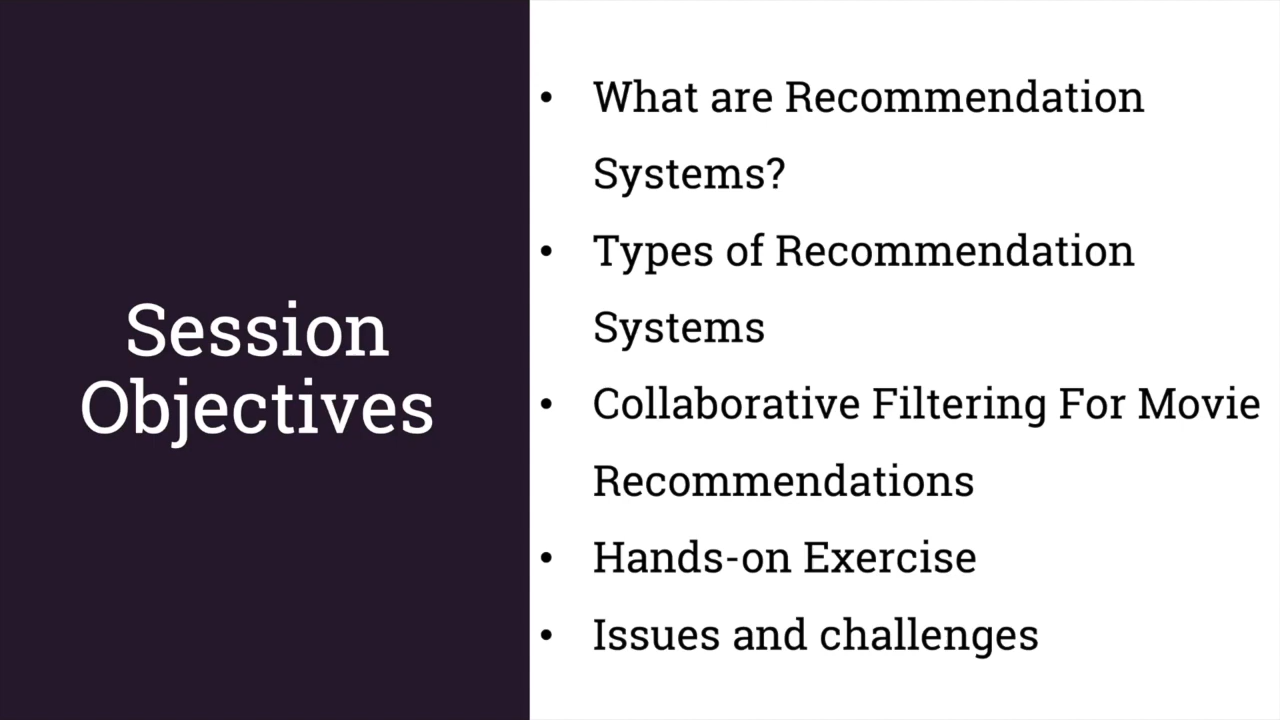 Session
Objectives
• What are Recommendation
Systems?
• Types of Recommendation
Systems
• Collaborative Filtering For Movie
Recommendations
• Hands-on Exercise
• Issues and challenges